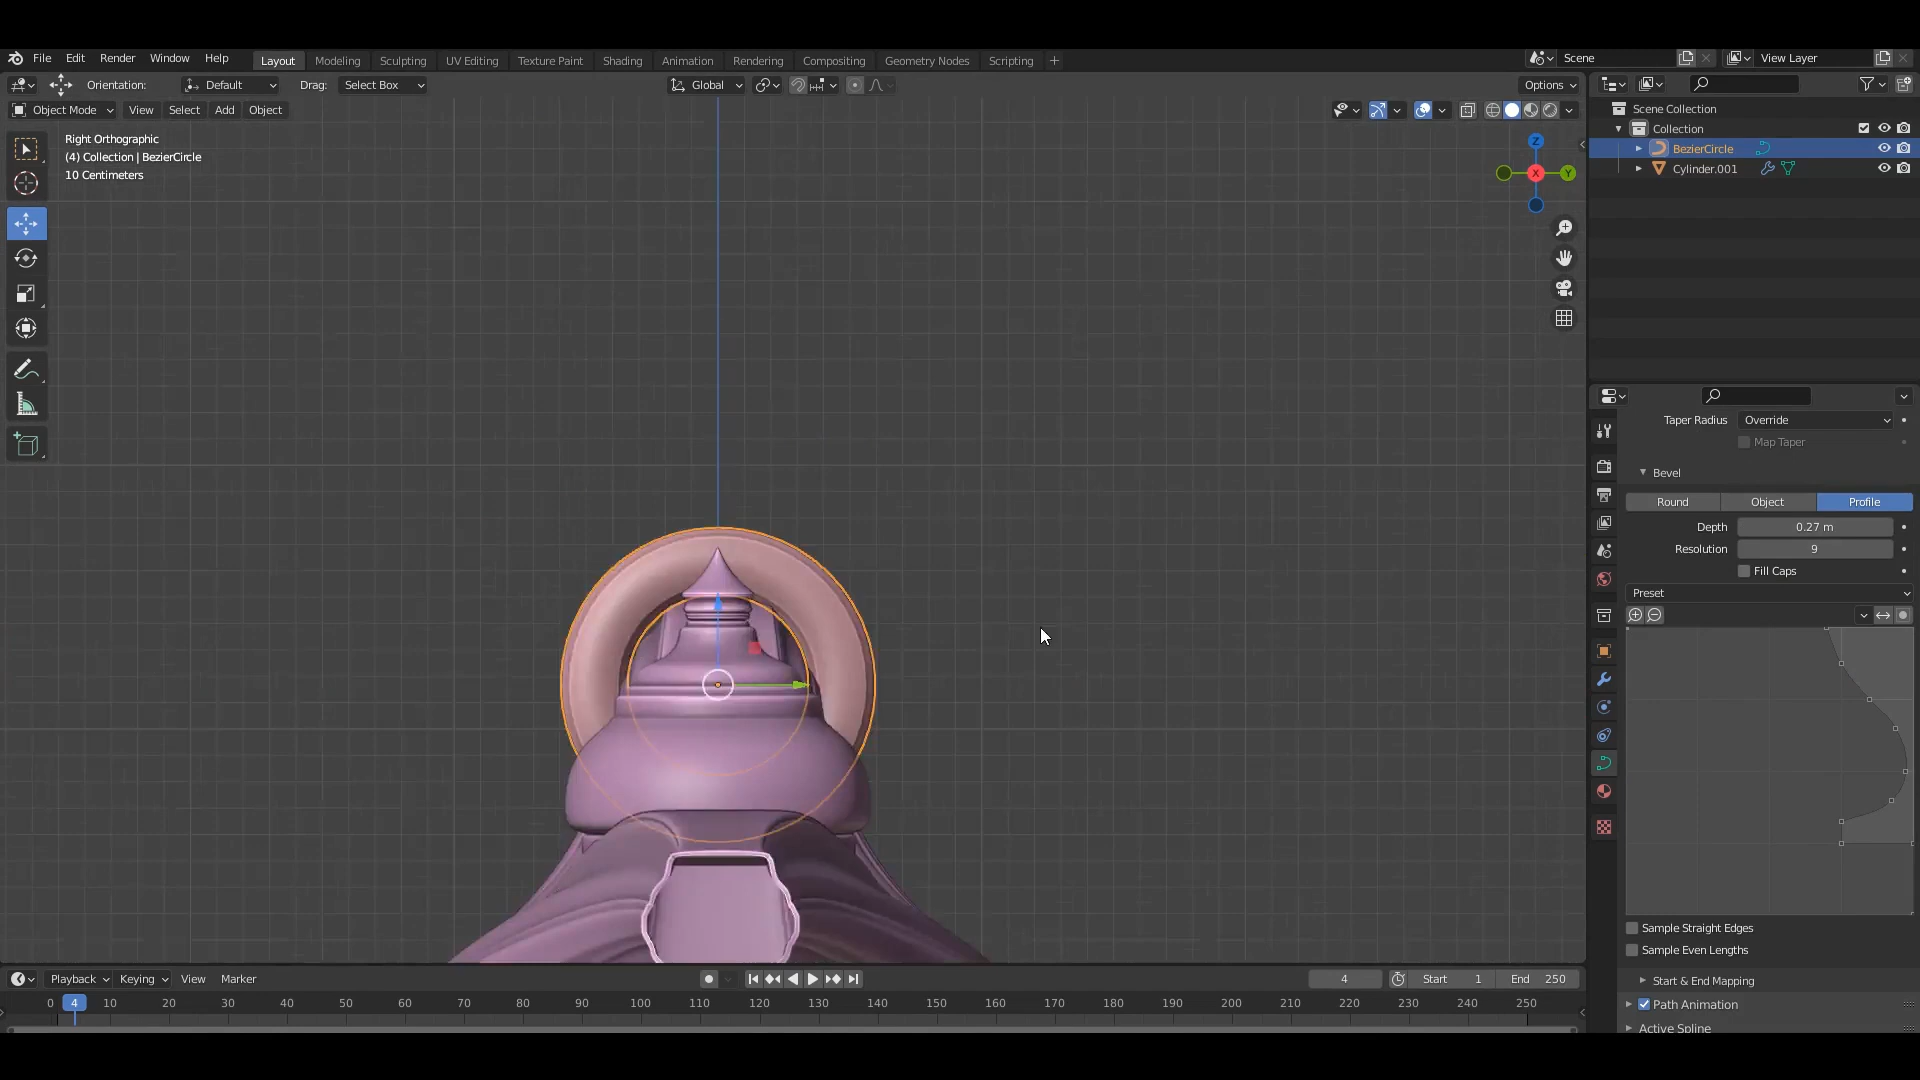 File Edit Render Window Help Layout Modeling Sculpting UV Editing Texture Paint Shading Animation Rendering Compositing Geometry Nodes Scripting + Scene View Layer
Orientation: Default Drag: Select Box Global Options
Object Mode View Select Add Object
Right Orthographic
(4) Collection | BezierCircle
10 Centimeters
Z
X
Y
Scene Collection
Collection
BezierCircle
Cylinder.001
Taper Radius Override
Map Taper
Bevel
Round Object Profile
Depth 0.27 m
Resolution 9
Fill Caps
Preset
Sample Straight Edges
Sample Even Lengths
Start & End Mapping
Path Animation
Active Spline
Playback Keying View Marker 4 Start 1 End 250
0 4 10 20 30 40 50 60 70 80 90 100 110 120 130 140 150 160 170 180 190 200 210 220 230 240 250